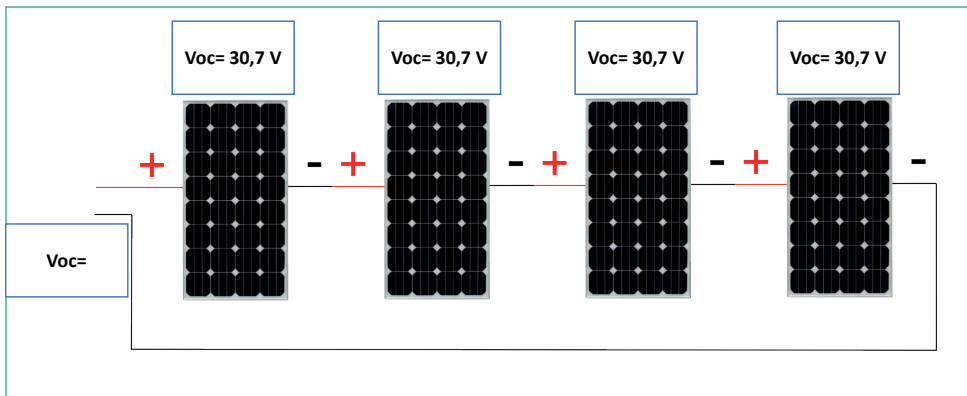 Voc= 30,7 V
Voc= 30,7 V
Voc= 30,7 V
Voc= 30,7 V
+ - + - + - + -
Voc=